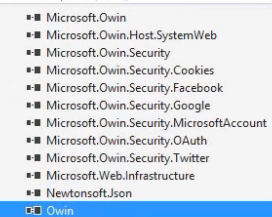 Microsoft.Owin
Microsoft.Owin.Host.SystemWeb
Microsoft.Owin.Security
Microsoft.Owin.Security.Cookies
Microsoft.Owin.Security.Facebook
Microsoft.Owin.Security.Google
Microsoft.Owin.Security.MicrosoftAccount
Microsoft.Owin.Security.OAuth
Microsoft.Owin.Security.Twitter
Microsoft.Web.Infrastructure
Newtonsoft.Json
Owin